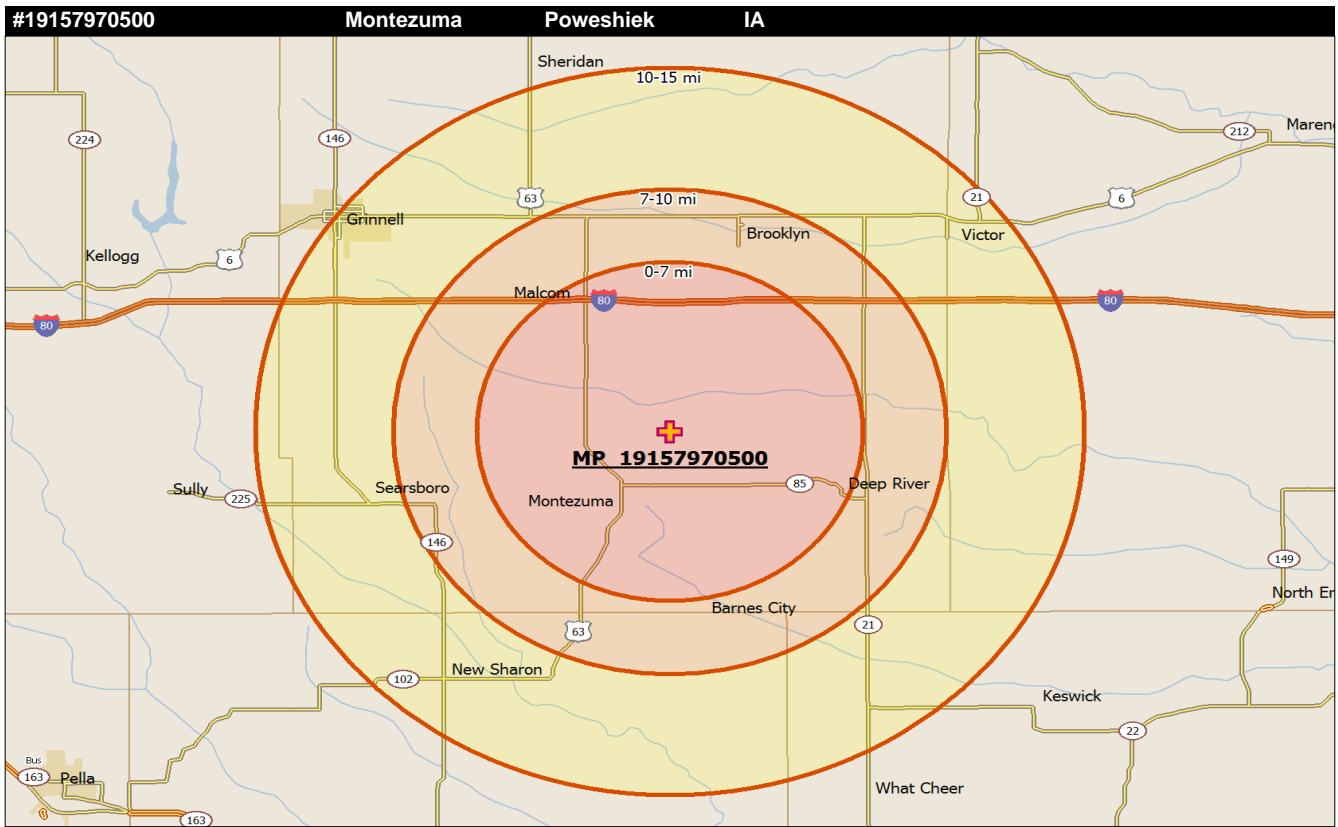 #19157970500 Montezuma Poweshiek IA
Sheridan
10-15 mi
224
146
212
Maren
63
7-10 mi
21
6
Grinnell
Brooklyn
Victor
Kellogg
6
0-7 mi
Malcom
80
80
80
MP 19157970500
Sully
225
Searsboro
85
Deep River
Montezuma
146
149
North En
Barnes City
21
63
New Sharon
102
Keswick
22
Bus
163
Pella
What Cheer
163